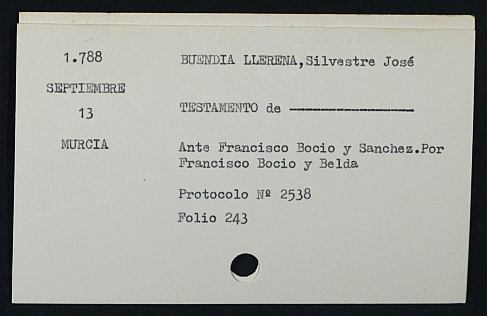 1.788
BUENDIA LLERENA,Silvestre José
SEPTIEMBRE
TESTAMENTO de ----------------
13
MURCIA
Ante Francisco Bocio y Sanchez.Por
Francisco Bocio y Belda
Protocolo Nº 2538
Folio 243